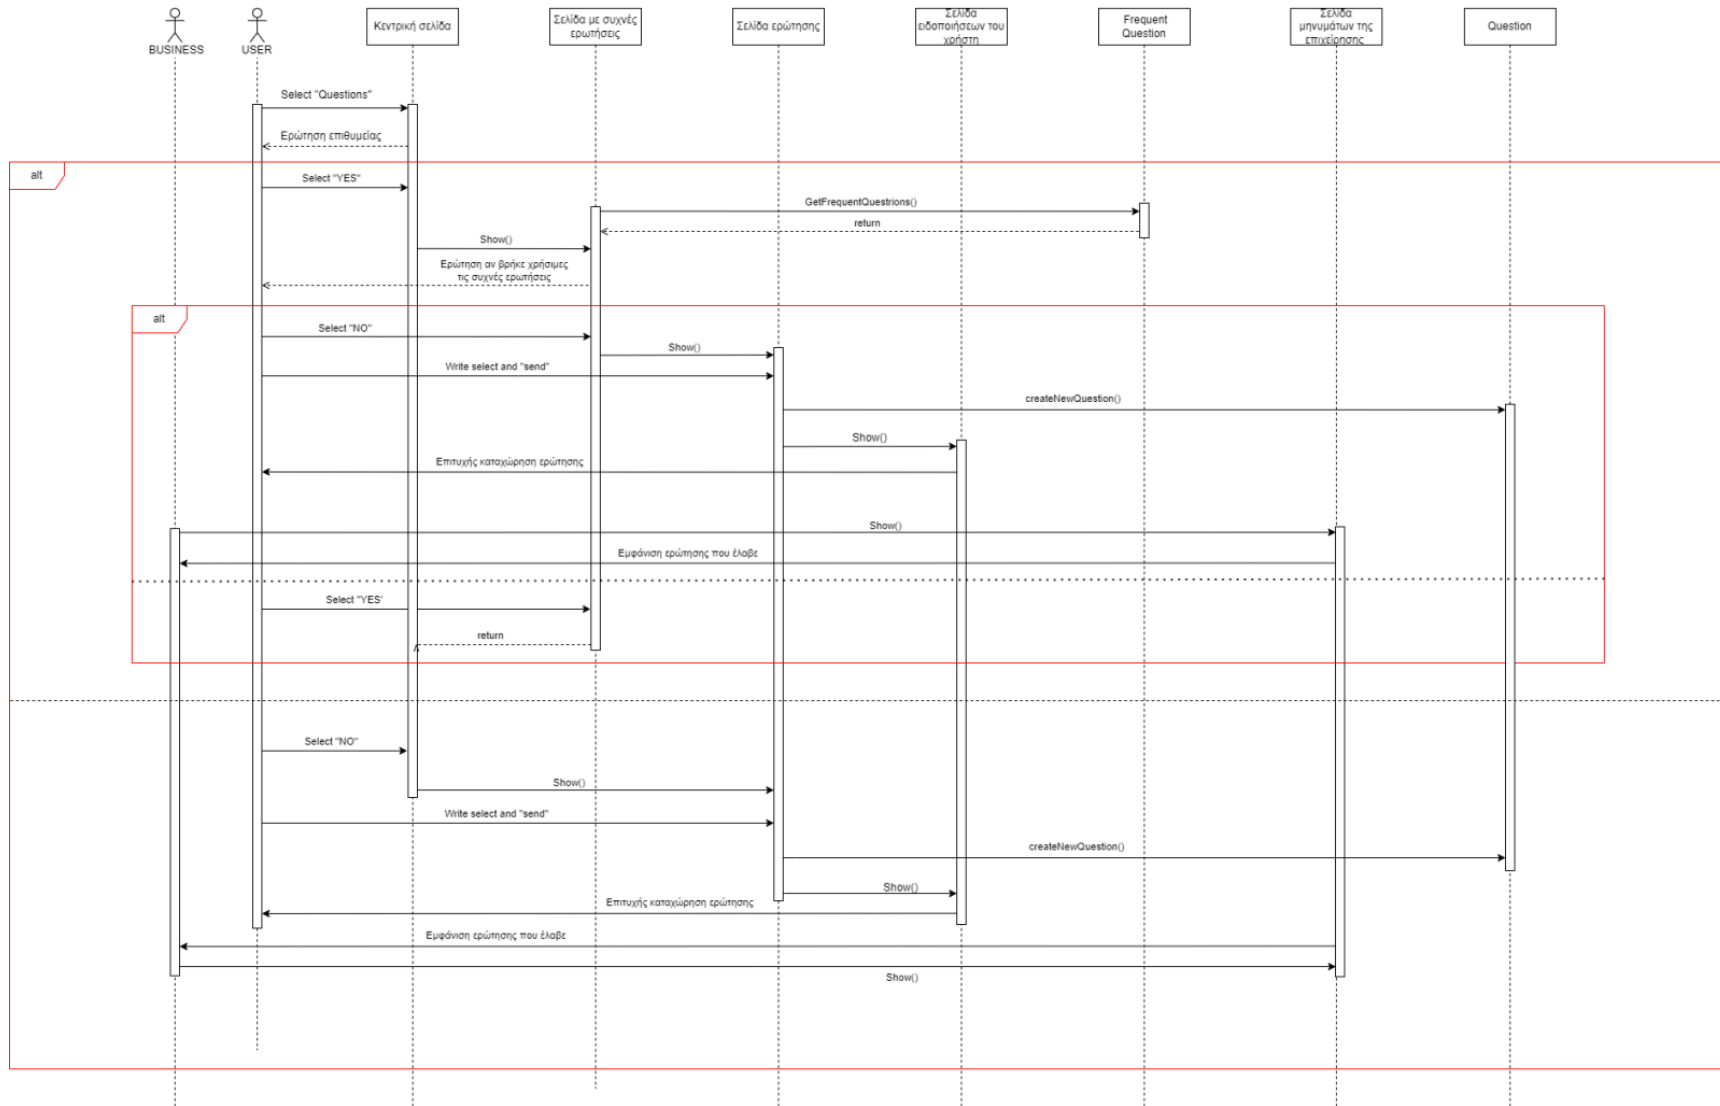 BUSINESS
USER
Κεντρική σελίδα
Σελίδα με συχνές
ερωτήσεις
Σελίδα ερώτησης
Σελίδα
ειδοποιήσεων του
χρήστη
Frequent
Question
Σελίδα
μηνυμάτων της
επιχείρησης
Question
Select "Questions"
Ερώτηση επιθυμείας
alt
Select "YES"
GetFrequentQuestrions()
return
Show()
Ερώτηση αν βρήκε χρήσιμες
τις συχνές ερωτήσεις
alt
Select "NO"
Show()
Write select and "send"
createNewQuestion()
Show()
Επιτυχής καταχώρηση ερώτησης
Show()
Εμφάνιση ερώτησης που έλαβε
Select "YES'
return
Select "NO"
Show()
Write select and "send"
createNewQuestion()
Show()
Επιτυχής καταχώρηση ερώτησης
Εμφάνιση ερώτησης που έλαβε
Show()